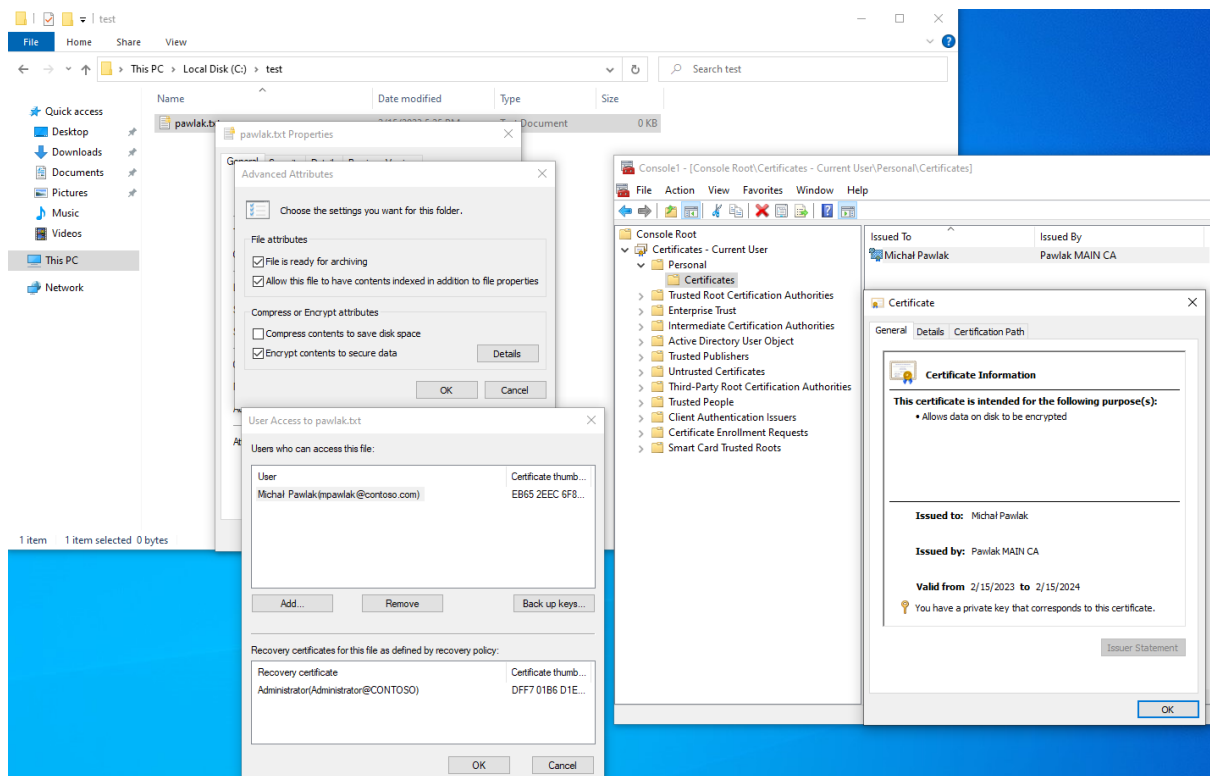 test
File Home Share View
This PC > Local Disk (C:) > test
Search test
Quick access
Desktop
Downloads
Documents
Pictures
Music
Videos
This PC
Network
Name Date modified Type Size
pawlak.txt Document 0 KB
1 item 1 item selected 0 bytes
pawlak.txt Properties
Advanced Attributes
Choose the settings you want for this folder.
File attributes
File is ready for archiving
Allow this file to have contents indexed in addition to file properties
Compress or Encrypt attributes
Compress contents to save disk space
Encrypt contents to secure data
Details
OK Cancel
User Access to pawlak.txt
Users who can access this file:
User Certificate thumb...
Michał Pawlak(mpawlak@contoso.com) EB65 2EEC 6F8...
Add... Remove Back up keys...
Recovery certificates for this file as defined by recovery policy:
Recovery certificate Certificate thumb...
Administrator(Administrator@CONTOSO) DFF7 01B6 D1E...
OK Cancel
Console1 - [Console Root\Certificates - Current User\Personal\Certificates]
File Action View Favorites Window Help
Console Root
Certificates - Current User
Personal
Certificates
Trusted Root Certification Authorities
Enterprise Trust
Intermediate Certification Authorities
Active Directory User Object
Trusted Publishers
Untrusted Certificates
Third-Party Root Certification Authorities
Trusted People
Client Authentication Issuers
Certificate Enrollment Requests
Smart Card Trusted Roots
Issued To Issued By
Michał Pawlak Pawlak MAIN CA
Certificate
General Details Certification Path
Certificate Information
This certificate is intended for the following purpose(s):
• Allows data on disk to be encrypted
Issued to: Michał Pawlak
Issued by: Pawlak MAIN CA
Valid from 2/15/2023 to 2/15/2024
You have a private key that corresponds to this certificate.
Issuer Statement
OK